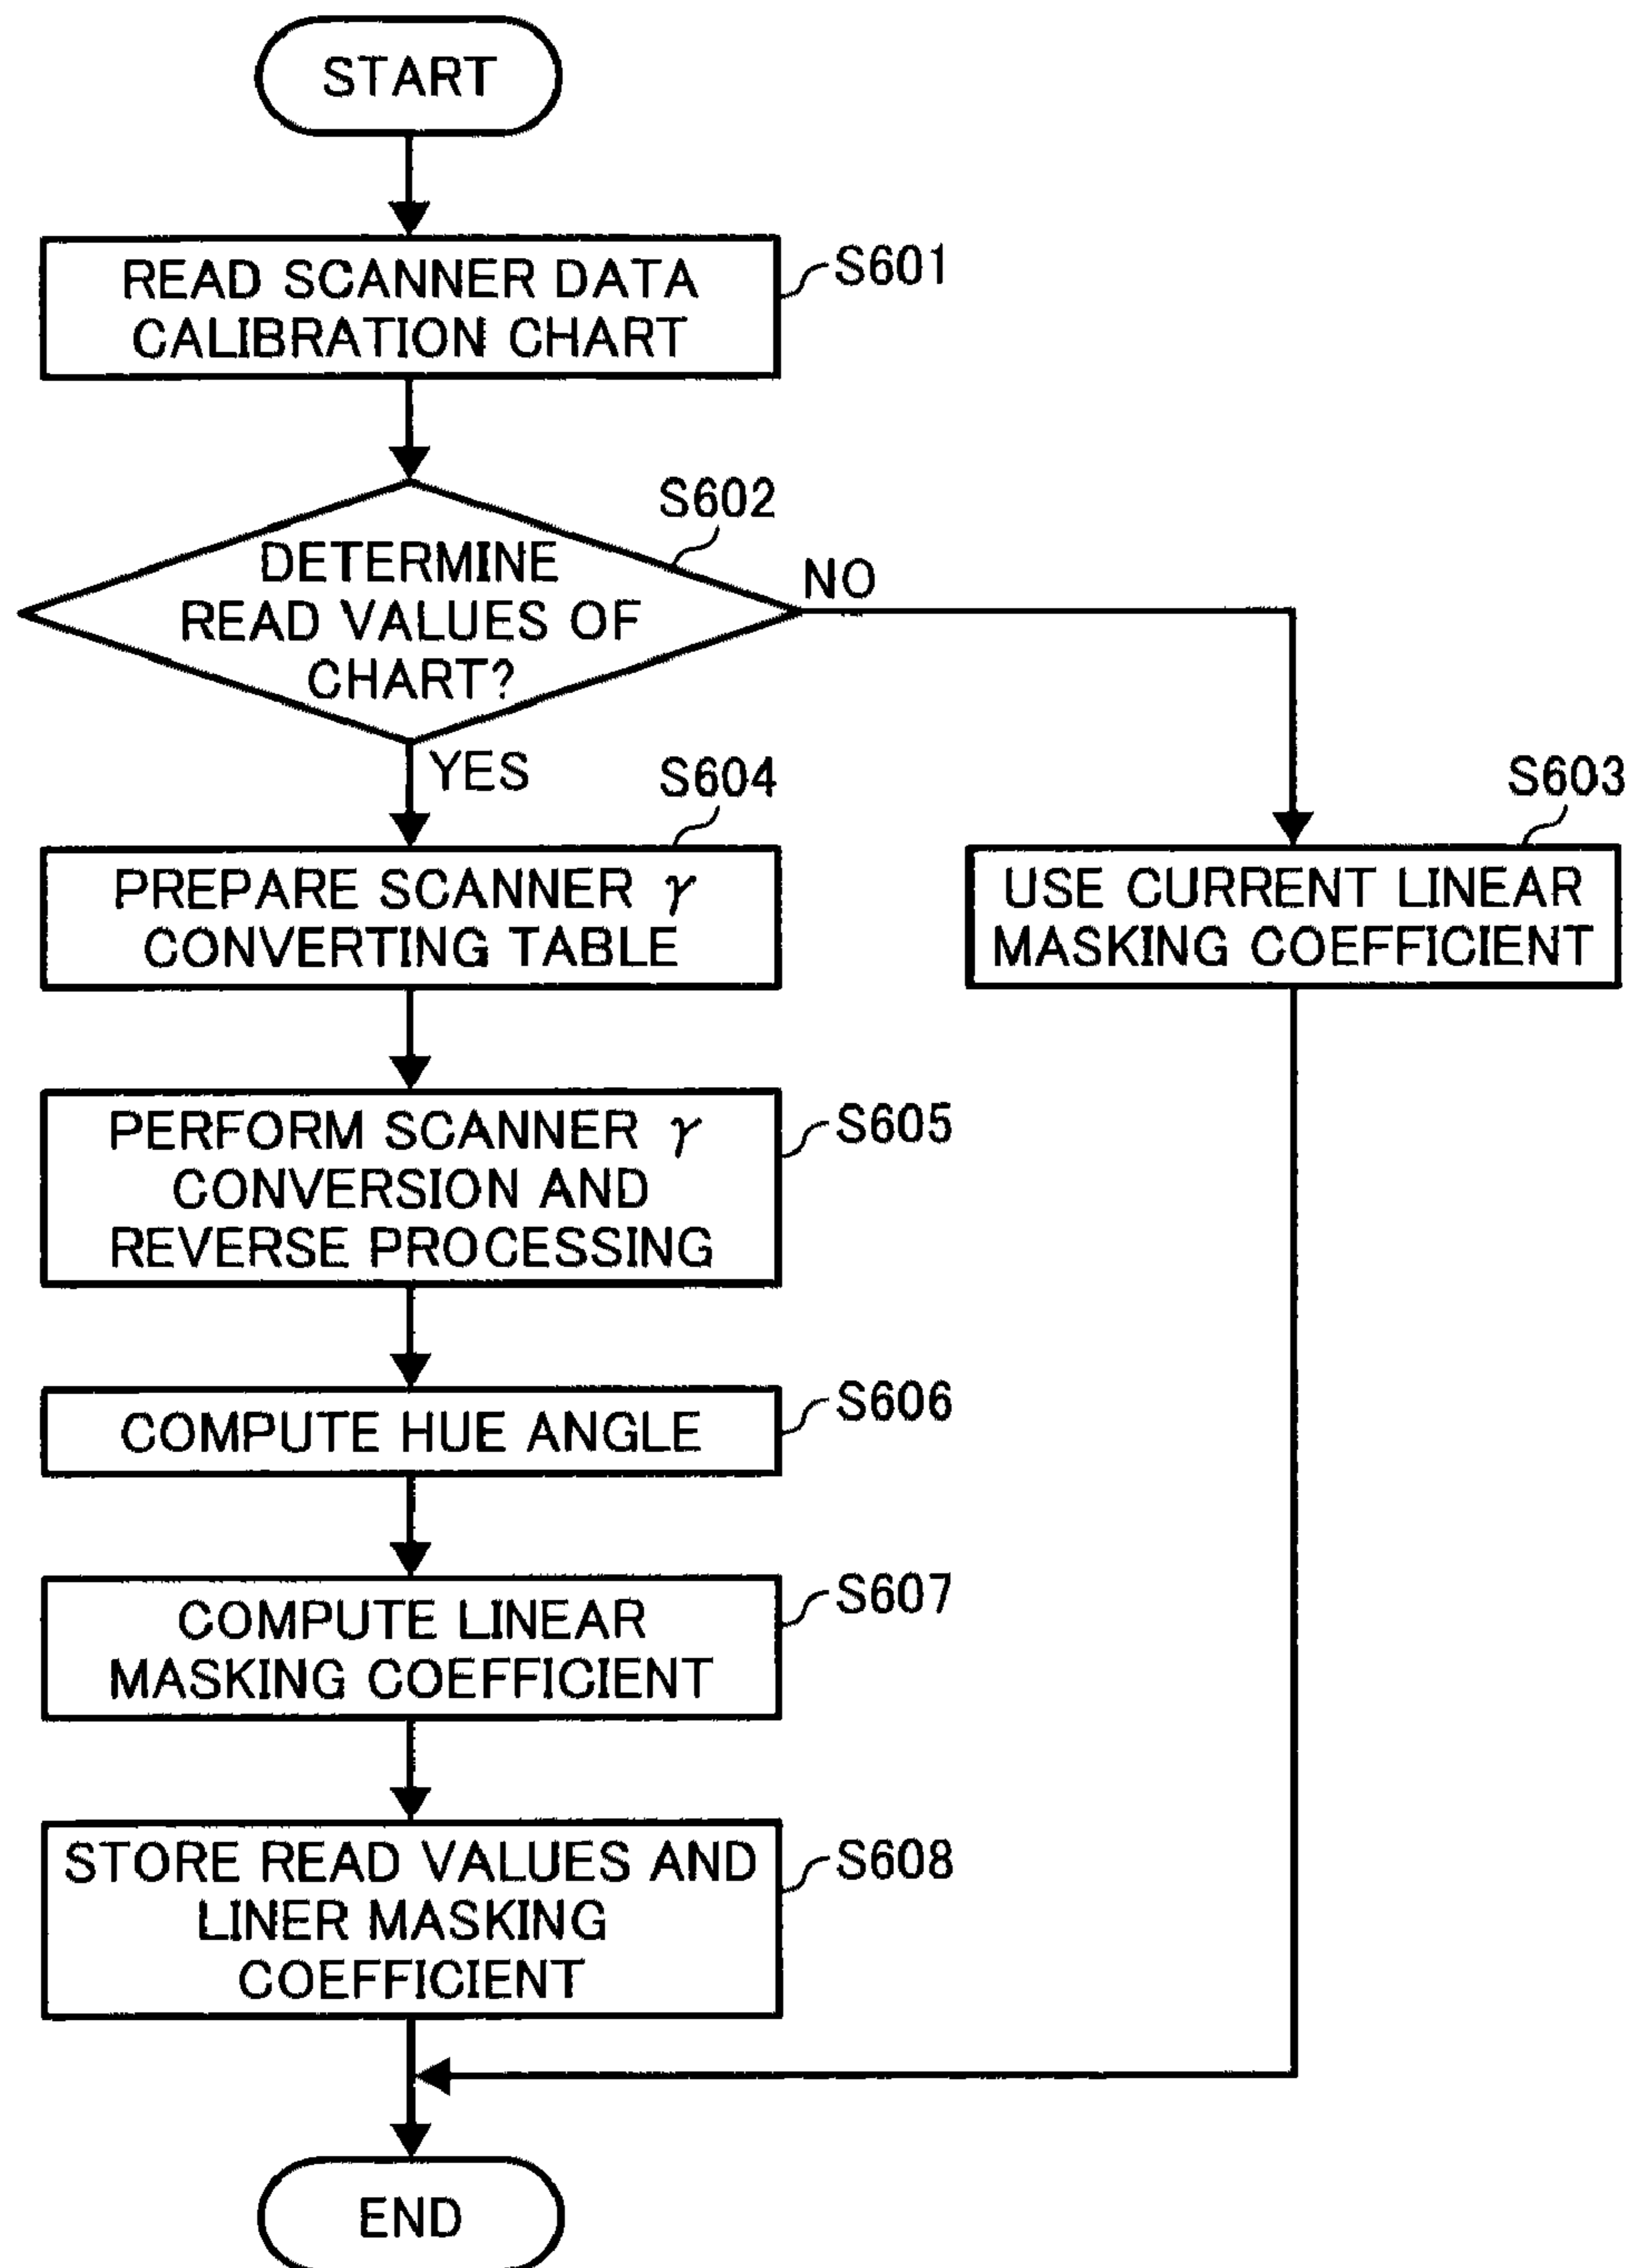 START
READ SCANNER DATA
CALIBRATION CHART
S601
S602
DETERMINE
READ VALUES OF
CHART?
NO
YES
S604
PREPARE SCANNER γ
CONVERTING TABLE
S603
USE CURRENT LINEAR
MASKING COEFFICIENT
PERFORM SCANNER γ
CONVERSION AND
REVERSE PROCESSING
S605
COMPUTE HUE ANGLE
S606
COMPUTE LINEAR
MASKING COEFFICIENT
S607
STORE READ VALUES AND
LINER MASKING
COEFFICIENT
S608
END